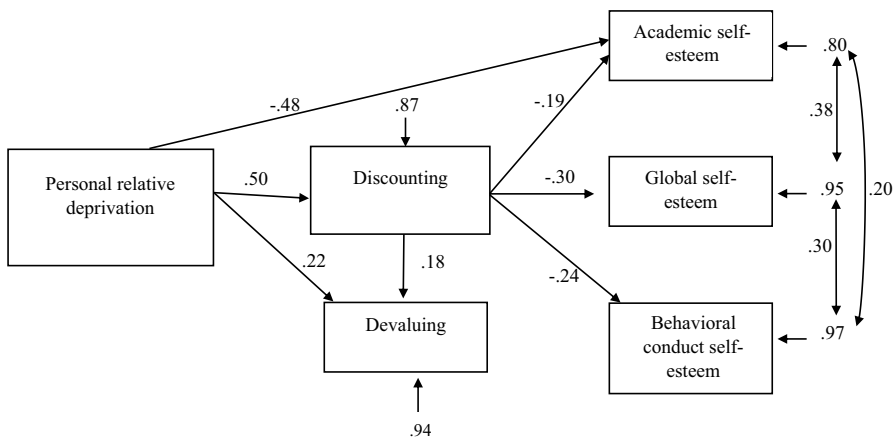 Academic self-
esteem
.80
-.48
.87
-.19
.38
Personal relative
deprivation
.50
Discounting
-.30
Global self-
esteem
.95
.20
.22
.18
-.24
.30
Devaluing
Behavioral
conduct self-
esteem
.97
.94